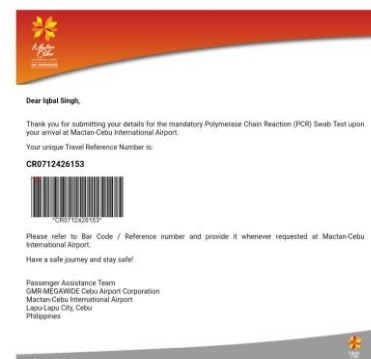 Mactan
Cebu
Dear Iqbal Singh,
Thank you for submitting your details for the mandatory Polymerase Chain Reaction (PCR) Swab Test upon
your arrival at Mactan-Cebu International Airport.
Your unique Travel Reference Number is:
CR0712426153
*CR0712426153*
Please refer to Bar Code / Reference number and provide it whenever requested at Mactan-Cebu
International Airport.
Have a safe journey and stay safe!
Passenger Assistance Team
GMR-MEGAWIDE Cebu Airport Corporation
Mactan-Cebu International Airport
Lapu-Lapu City, Cebu
Philippines